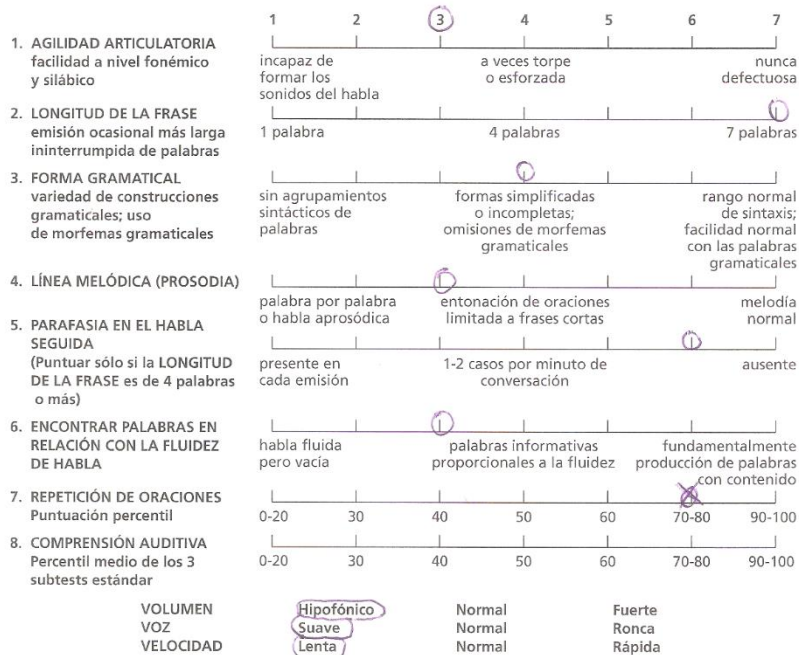 1 2 3 4 5 6 7
1. AGILIDAD ARTICULATORIA
facilidad a nivel fonémico
y silábico
incapaz de
formar los
sonidos del habla
a veces torpe
o esforzada
nunca
defectuosa
2. LONGITUD DE LA FRASE
emisión ocasional más larga
ininterrumpida de palabras
1 palabra 4 palabras 7 palabras
3. FORMA GRAMATICAL
variedad de construcciones
gramaticales; uso
de morfemas gramaticales
sin agrupamientos
sintácticos de
palabras
formas simplificadas
o incompletas;
omisiones de morfemas
gramaticales
rango normal
de sintaxis;
facilidad normal
con las palabras
gramaticales
4. LÍNEA MELÓDICA (PROSODIA)
palabra por palabra
o habla aprosódica
entonación de oraciones
limitada a frases cortas
melodía
normal
5. PARAFASIA EN EL HABLA
SEGUIDA
(Puntuar sólo si la LONGITUD
DE LA FRASE es de 4 palabras
o más)
presente en
cada emisión
1-2 casos por minuto de
conversación
ausente
6. ENCONTRAR PALABRAS EN
RELACIÓN CON LA FLUIDEZ
DE HABLA
habla fluida
pero vacía
palabras informativas
proporcionales a la fluidez
fundamentalmente
producción de palabras
con contenido
7. REPETICIÓN DE ORACIONES
Puntuación percentil
0-20 30 40 50 60 70-80 90-100
8. COMPRENSIÓN AUDITIVA
Percentil medio de los 3
subtests estándar
0-20 30 40 50 60 70-80 90-100
VOLUMEN Hipofónico Normal Fuerte
VOZ Suave Normal Ronca
VELOCIDAD Lenta Normal Rápida